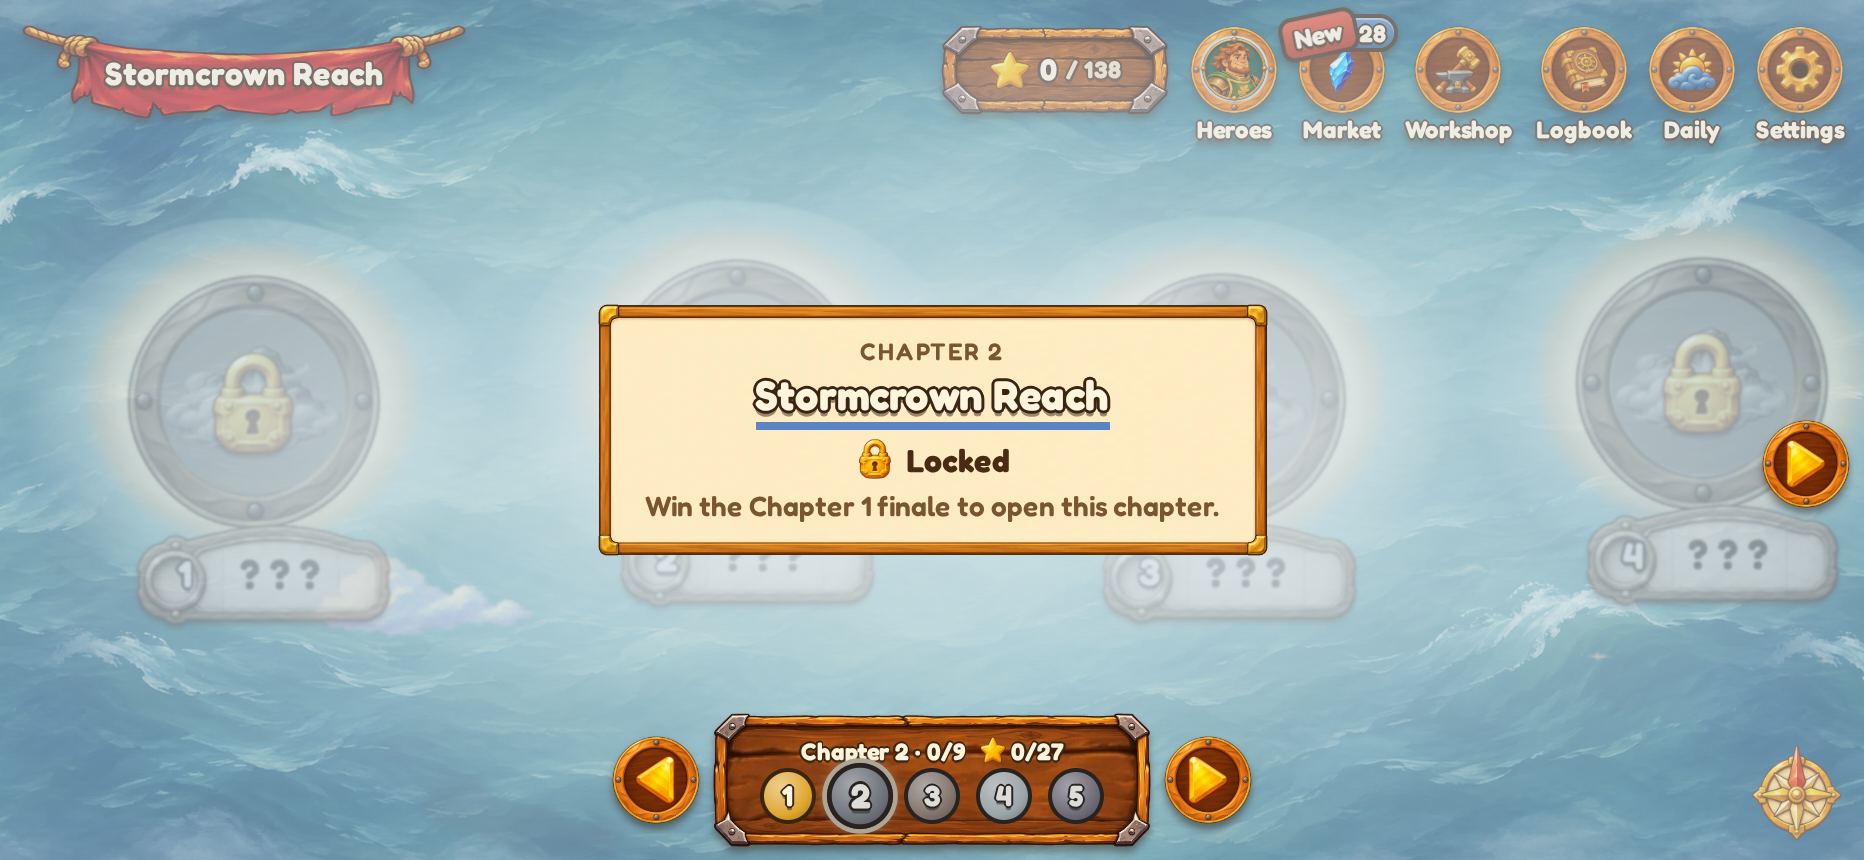 Stormcrown Reach
0 / 138
New 28
Heroes
Market
Workshop
Logbook
Daily
Settings
CHAPTER 2
Stormcrown Reach
Locked
Win the Chapter 1 finale to open this chapter.
1 ???
2 ???
3 ???
4 ???
Chapter 2 · 0/9 0/27
1 2 3 4 5